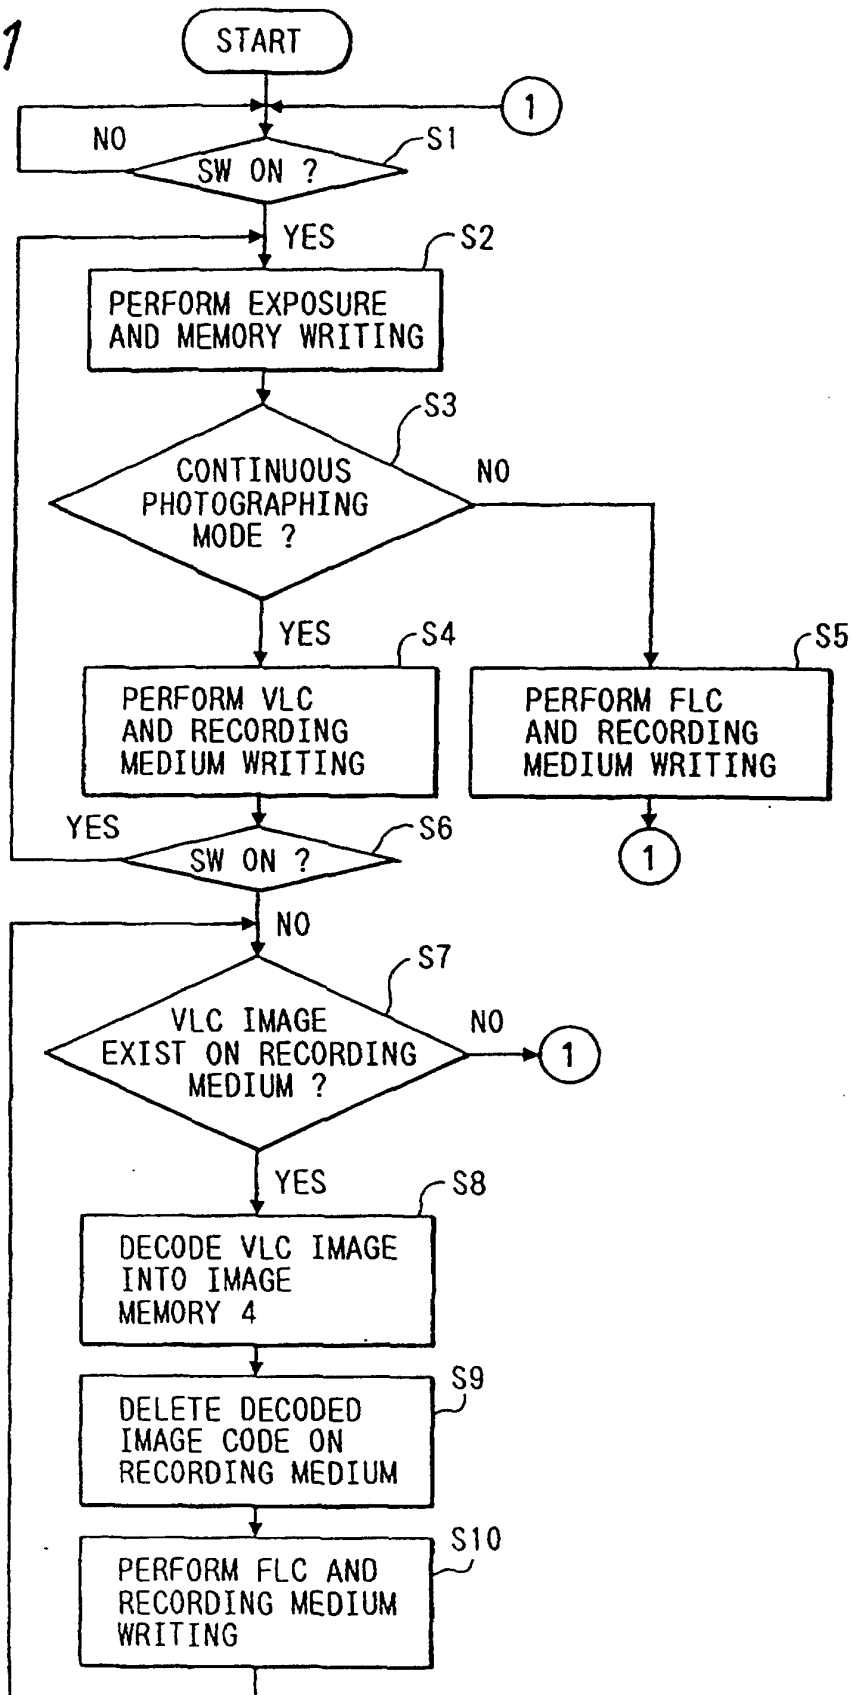 1
START
1
NO
S1
SW ON ?
YES
S2
PERFORM EXPOSURE
AND MEMORY WRITING
S3
CONTINUOUS
PHOTOGRAPHING
MODE ?
NO
YES
S4
S5
PERFORM VLC
AND RECORDING
MEDIUM WRITING
PERFORM FLC
AND RECORDING
MEDIUM WRITING
YES
S6
SW ON ?
1
NO
S7
VLC IMAGE
EXIST ON RECORDING
MEDIUM ?
NO
1
YES
S8
DECODE VLC IMAGE
INTO IMAGE
MEMORY 4
S9
DELETE DECODED
IMAGE CODE ON
RECORDING MEDIUM
S10
PERFORM FLC AND
RECORDING MEDIUM
WRITING